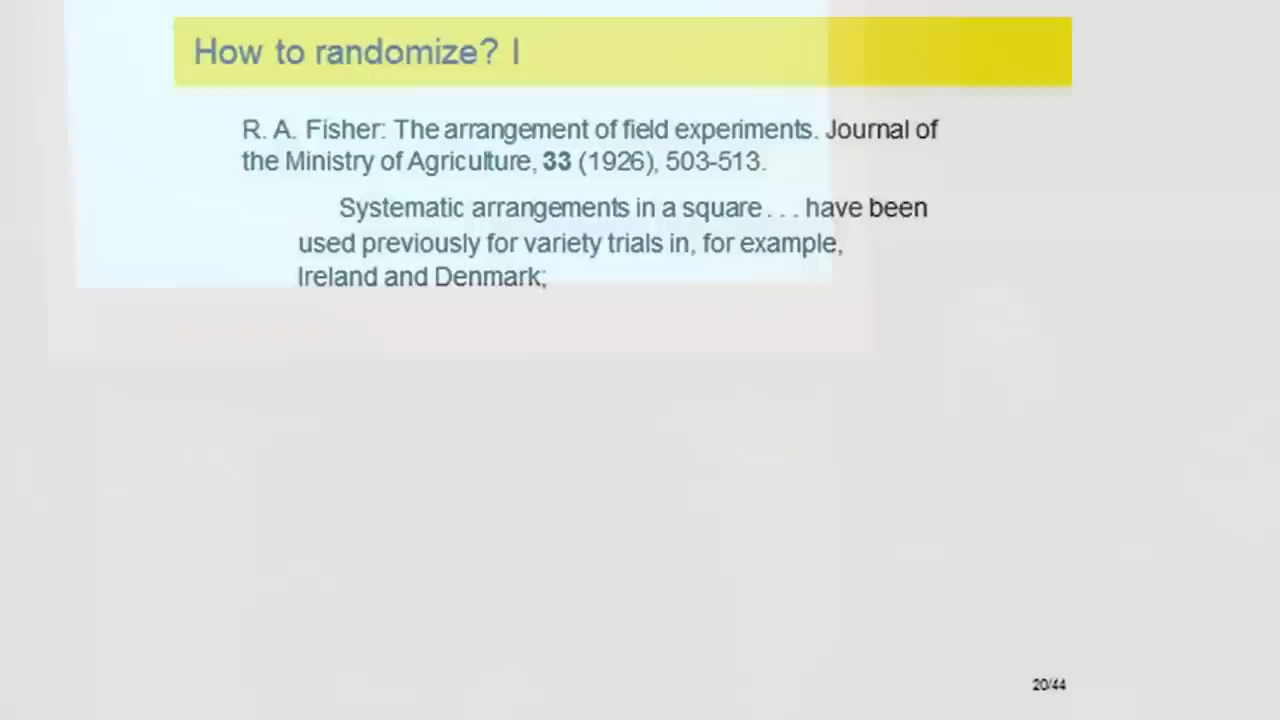 How to randomize? I
R. A. Fisher: The arrangement of field experiments. Journal of
the Ministry of Agriculture, 33 (1926), 503-513.
Systematic arrangements in a square . . . have been
used previously for variety trials in, for example,
Ireland and Denmark;
20/44